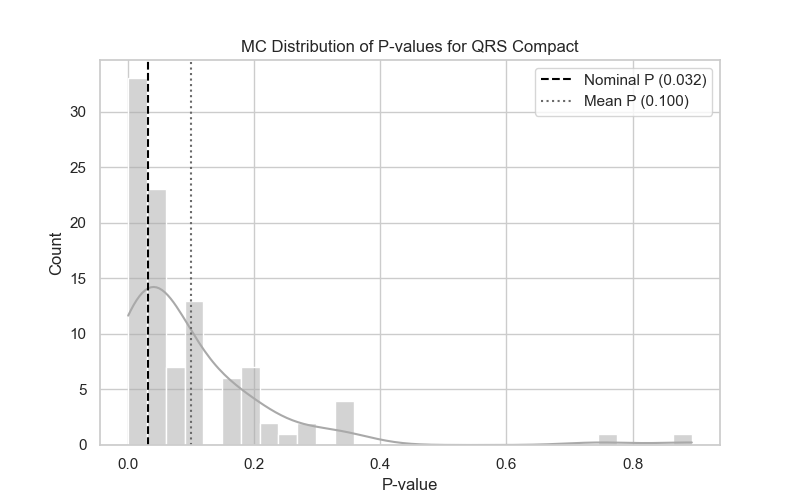 MC Distribution of P-values for QRS Compact
Nominal P (0.032)
Mean P (0.100)
30
25
20
15
10
5
0
Count
0.0 0.2 0.4 0.6 0.8
P-value